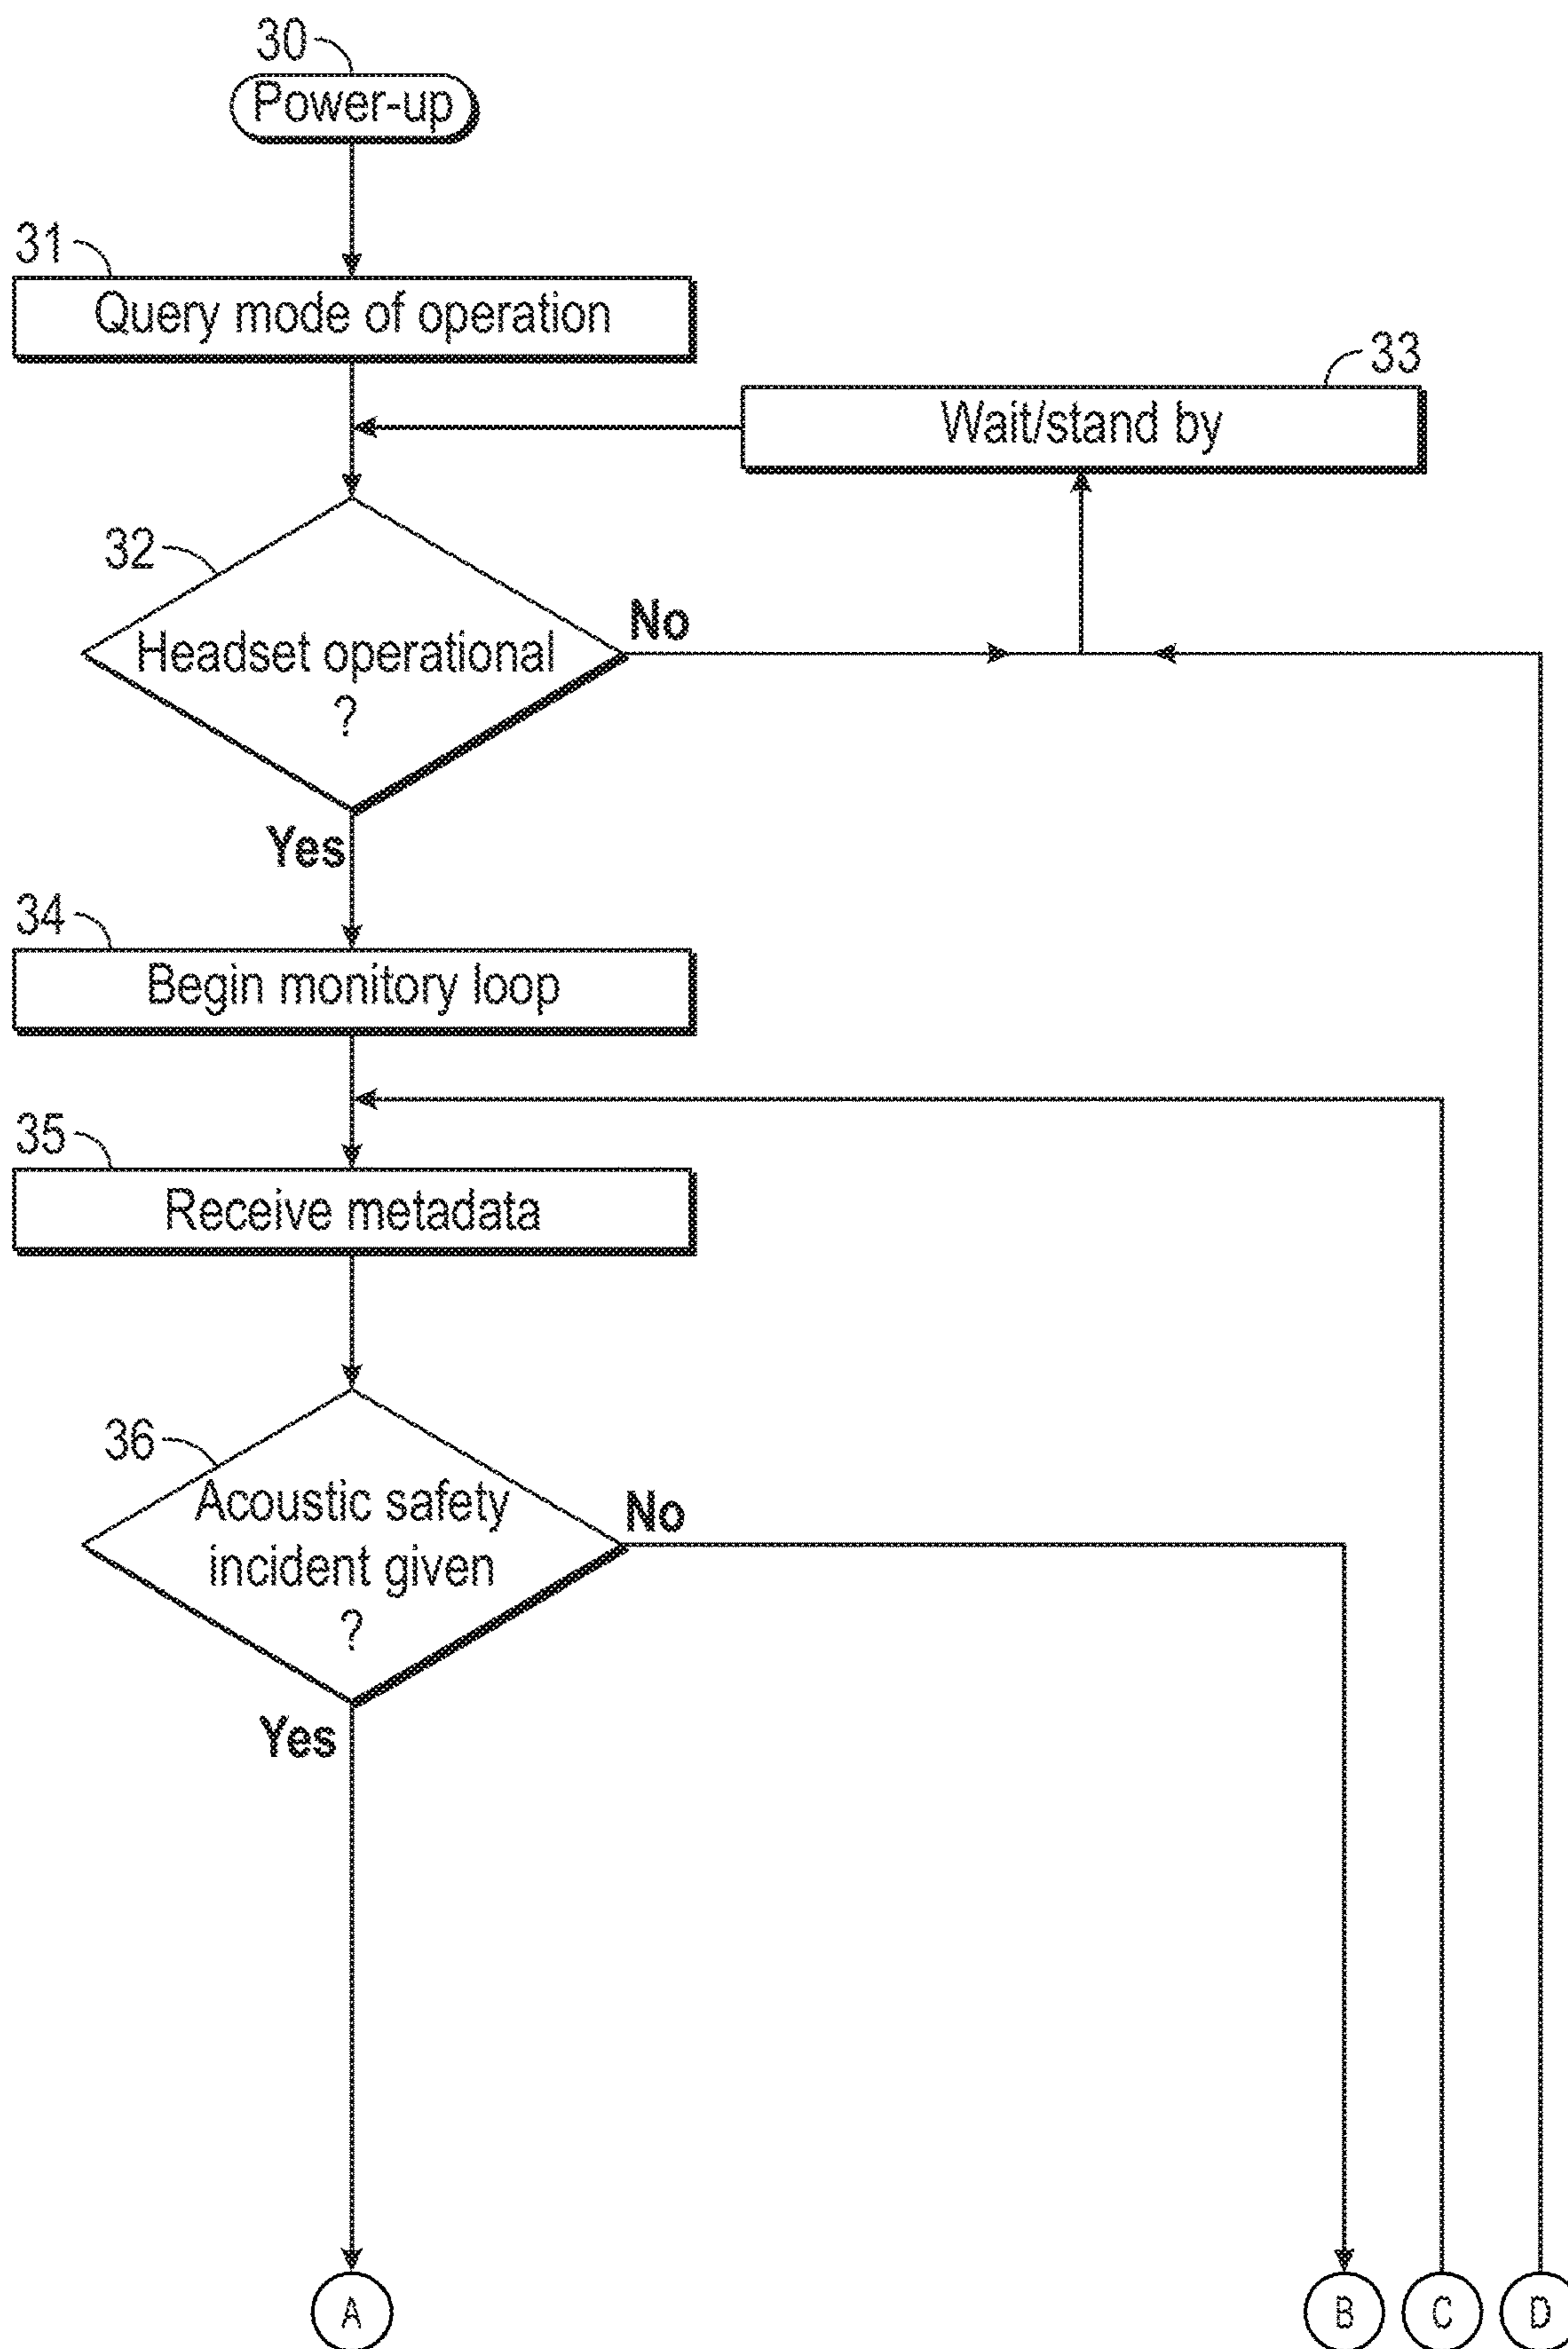 30
Power-up
31
Query mode of operation
33
Wait/stand by
32
Headset operational
?
No
Yes
34
Begin monitory loop
35
Receive metadata
36
Acoustic safety
incident given
?
No
Yes
A
B
C
D